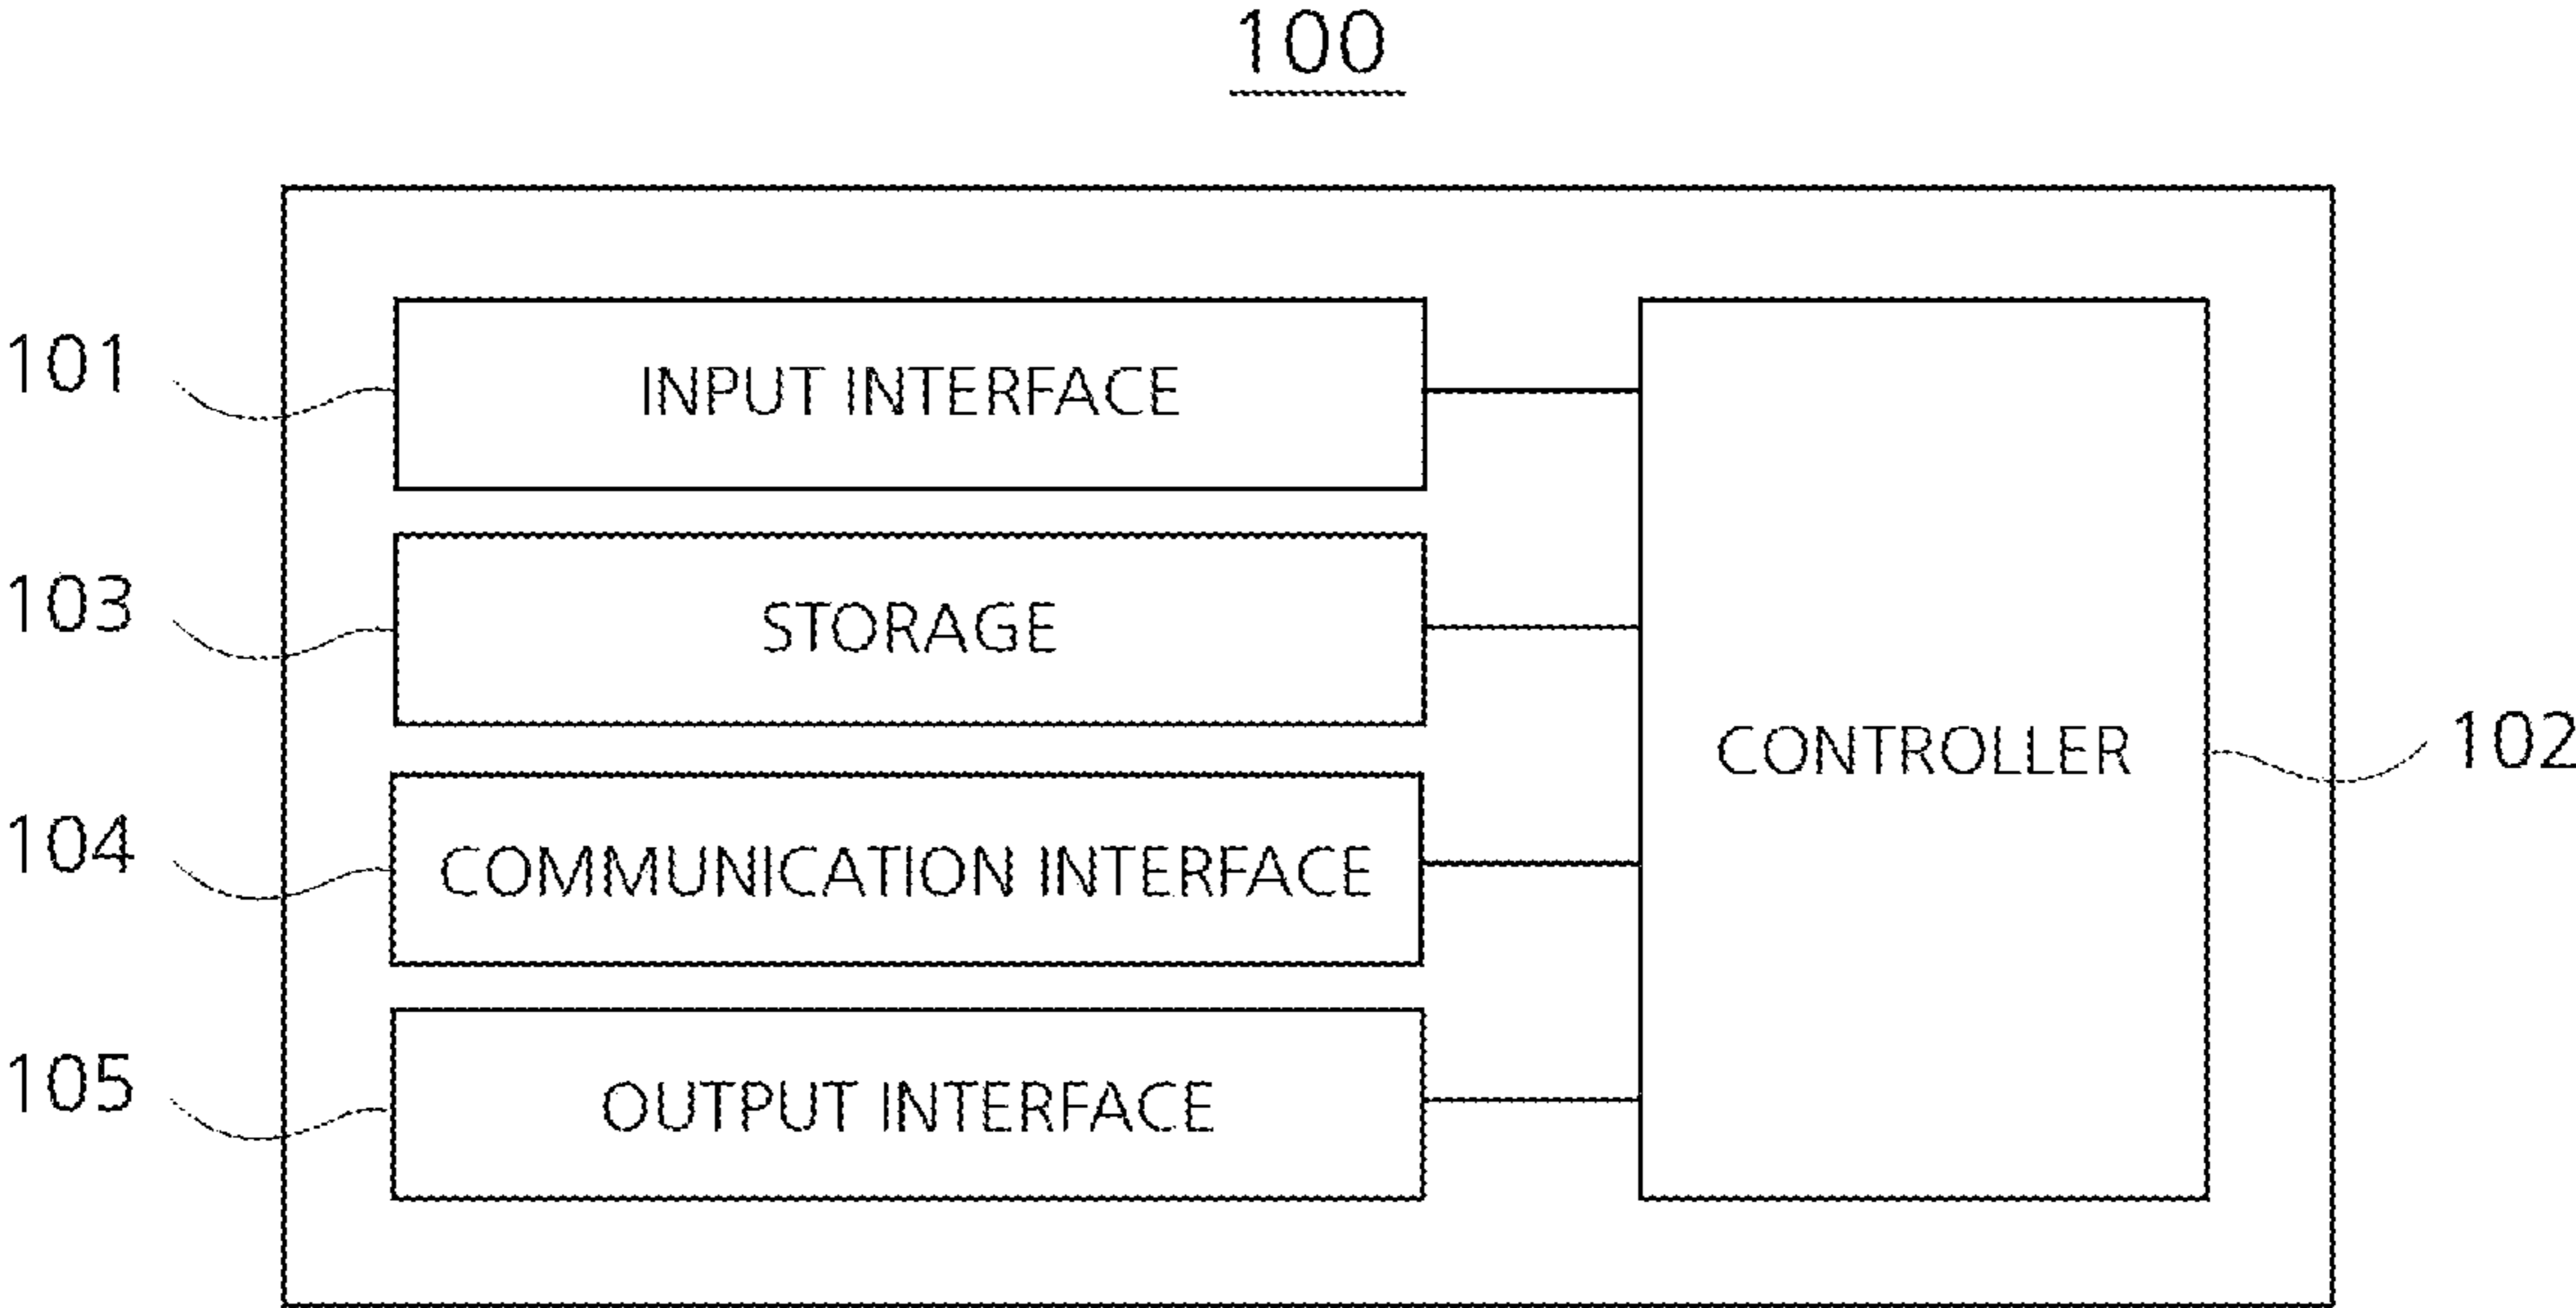 100
101
INPUT INTERFACE
103
STORAGE
CONTROLLER
102
104
COMMUNICATION INTERFACE
105
OUTPUT INTERFACE